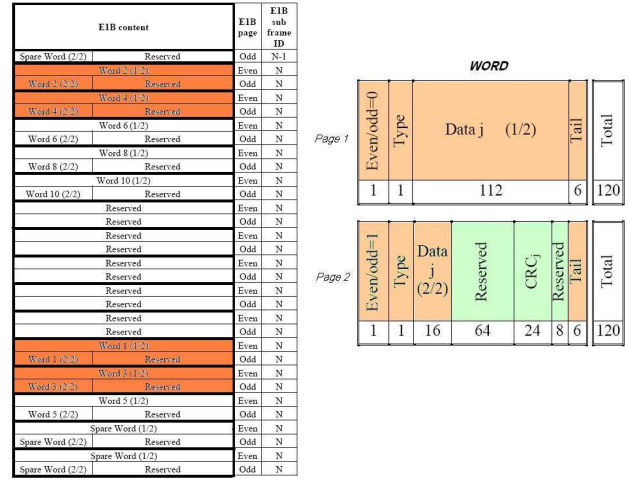 E1B content
E1B
page
E1B
sub
frame
ID
Spare Word (2/2) Reserved Odd N-1
Word 2 (1/2) Even N
Word 2 (2/2) Reserved Odd N
Word 4 (1/2) Even N
Word 4 (2/2) Reserved Odd N
Word 6 (1/2) Even N
Word 6 (2/2) Reserved Odd N
Word 8 (1/2) Even N
Word 8 (2/2) Reserved Odd N
Word 10 (1/2) Even N
Word 10 (2/2) Reserved Odd N
Reserved Even N
Reserved Odd N
Reserved Even N
Reserved Odd N
Reserved Even N
Reserved Odd N
Reserved Even N
Reserved Odd N
Reserved Even N
Reserved Odd N
Word 1 (1/2) Even N
Word 1 (2/2) Reserved Odd N
Word 3 (1/2) Even N
Word 3 (2/2) Reserved Odd N
Word 5 (1/2) Even N
Word 5 (2/2) Reserved Odd N
Spare Word (1/2) Even N
Spare Word (2/2) Reserved Odd N
Spare Word (1/2) Even N
Spare Word (2/2) Reserved Odd N
WORD
Page 1
Even/odd=0 Type Data j (1/2) Tail Total
1 1 112 6 120
Page 2
Even/odd=1 Type Data j (2/2) Reserved CRCj Reserved Tail Total
1 1 16 64 24 8 6 120